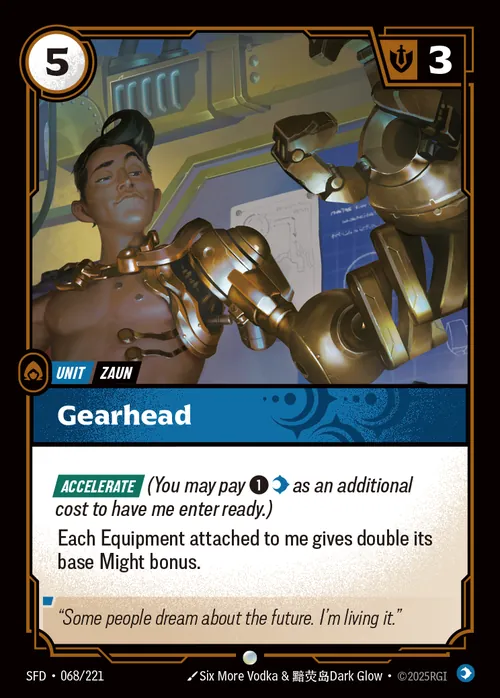 5
3
UNIT ZAUN
Gearhead
ACCELERATE (You may pay 1 as an additional
cost to have me enter ready.)
Each Equipment attached to me gives double its
base Might bonus.
“Some people dream about the future. I’m living it.”
SFD • 068/221 Six More Vodka & 黯荧岛Dark Glow • ©2025RGI